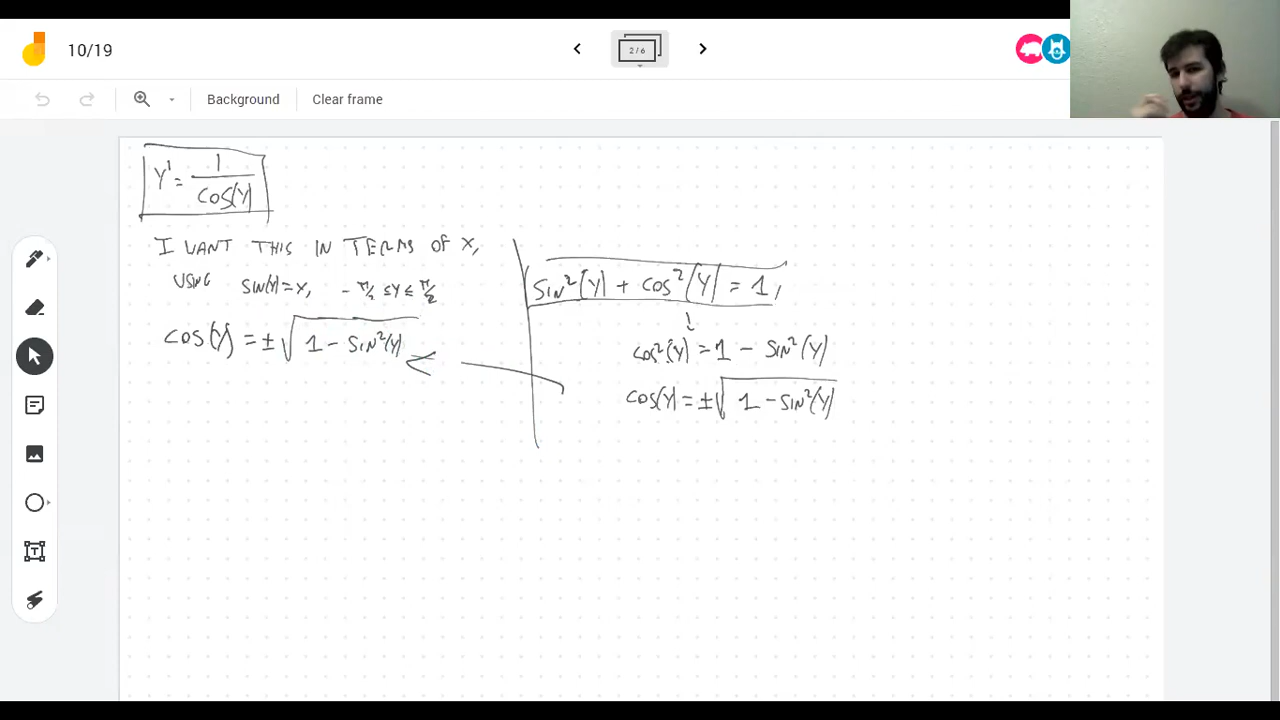 10/19
2/6
Background
Clear frame
Y' = 1/cos(Y)
I WANT THIS IN TERMS OF X,
USING sin(Y)=x, -π/2 ≤ Y ≤ π/2
cos(Y) = ±√(1 - sin²(Y))
sin²(Y) + cos²(Y) = 1,
cos²(Y) = 1 - sin²(Y)
cos(Y) = ±√(1 - sin²(Y))